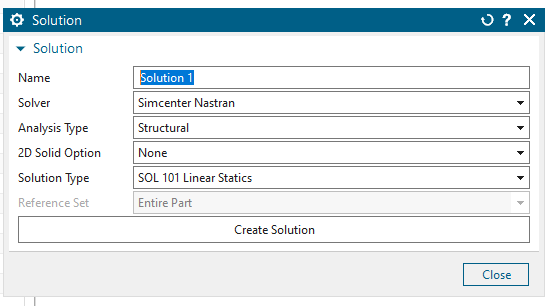 Solution
Solution
Name Solution 1
Solver Simcenter Nastran
Analysis Type Structural
2D Solid Option None
Solution Type SOL 101 Linear Statics
Reference Set Entire Part
Create Solution
Close